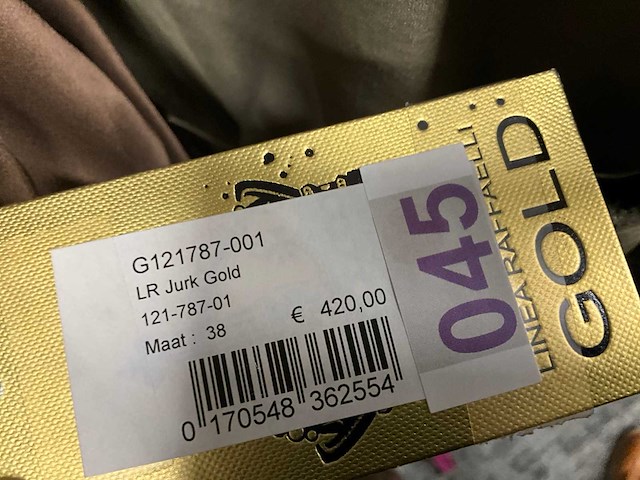 G121787-001
LR Jurk Gold
121-787-01
€ 420,00
Maat : 38
0 170548 362554
045
LINEA RAFFAELLI
GOLD